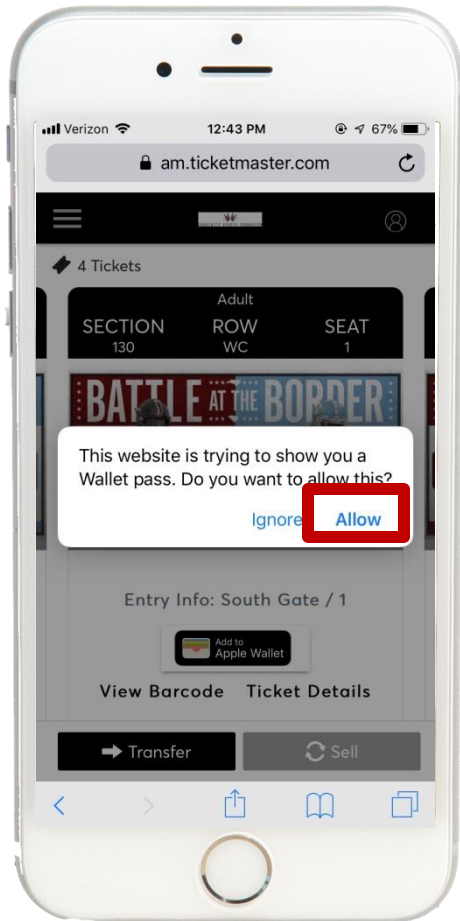 Verizon 12:43 PM 67%
am.ticketmaster.com
4 Tickets
Adult
SECTION ROW SEAT
130 WC 1
BATTLE AT THE BORDER
This website is trying to show you a
Wallet pass. Do you want to allow this?
Ignore Allow
Entry Info: South Gate / 1
Add to
Apple Wallet
View Barcode Ticket Details
Transfer Sell